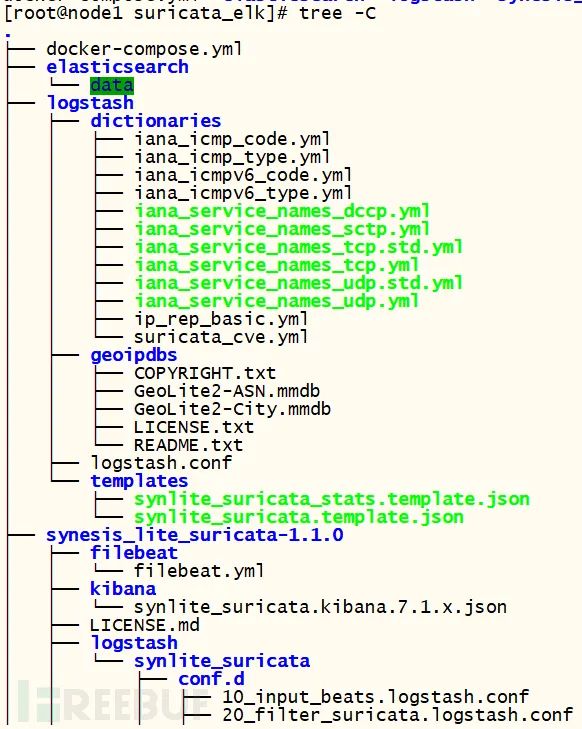 [root@node1 suricata_elk]# tree -C
.
├── docker-compose.yml
├── elasticsearch
│   └── data
├── logstash
│   ├── dictionaries
│   │   ├── iana_icmp_code.yml
│   │   ├── iana_icmp_type.yml
│   │   ├── iana_icmpv6_code.yml
│   │   ├── iana_icmpv6_type.yml
│   │   ├── iana_service_names_dccp.yml
│   │   ├── iana_service_names_sctp.yml
│   │   ├── iana_service_names_tcp.std.yml
│   │   ├── iana_service_names_tcp.yml
│   │   ├── iana_service_names_udp.std.yml
│   │   ├── iana_service_names_udp.yml
│   │   ├── ip_rep_basic.yml
│   │   └── suricata_cve.yml
│   ├── geoipdbs
│   │   ├── COPYRIGHT.txt
│   │   ├── GeoLite2-ASN.mmdb
│   │   ├── GeoLite2-City.mmdb
│   │   ├── LICENSE.txt
│   │   └── README.txt
│   ├── logstash.conf
│   └── templates
│       ├── synlite_suricata_stats.template.json
│       └── synlite_suricata.template.json
├── synesis_lite_suricata-1.1.0
│   ├── filebeat
│   │   └── filebeat.yml
│   ├── kibana
│   │   └── synlite_suricata.kibana.7.1.x.json
│   ├── LICENSE.md
│   ├── logstash
│   │   └── synlite_suricata
│   │       ├── conf.d
│   │       │   ├── 10_input_beats.logstash.conf
│   │       │   ├── 20_filter_suricata.logstash.conf
FREEBUF